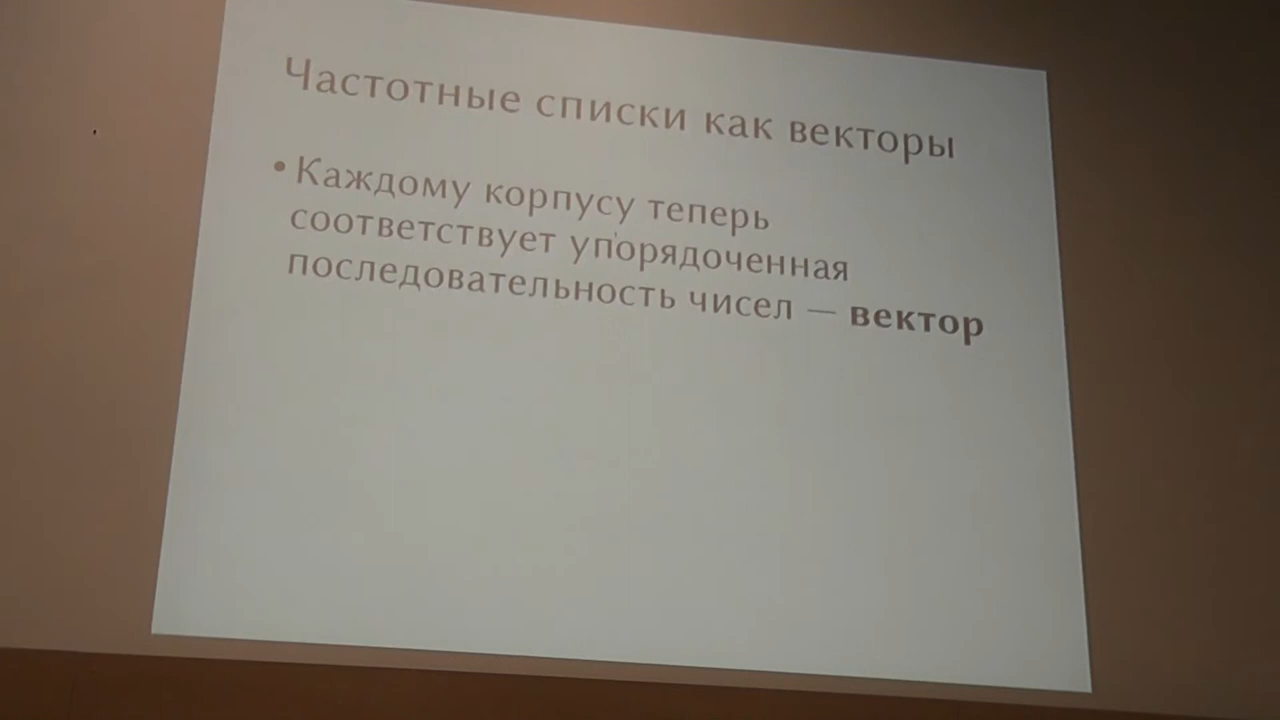 Частотные списки как векторы
• Каждому корпусу теперь
соответствует упорядоченная
последовательность чисел — вектор